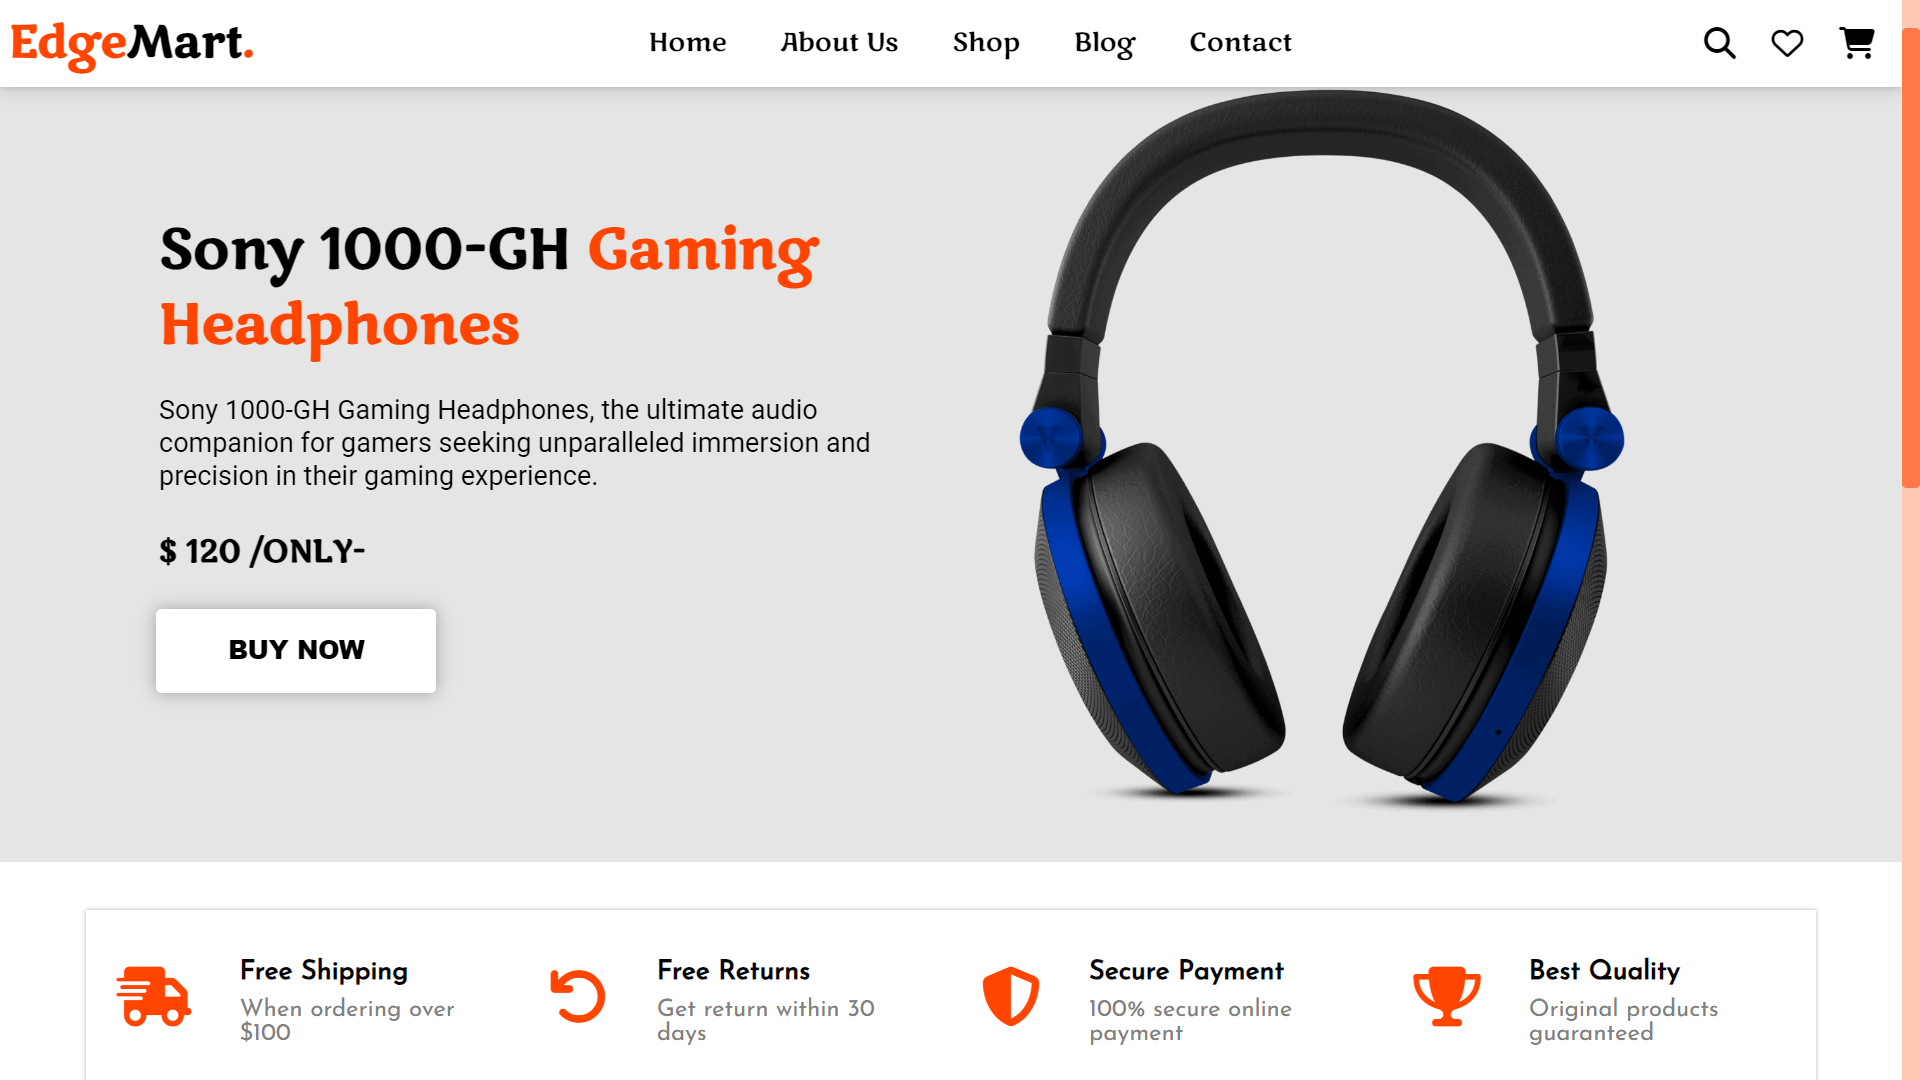 EdgeMart.
Home
About Us
Shop
Blog
Contact
Sony 1000-GH Gaming
Headphones
Sony 1000-GH Gaming Headphones, the ultimate audio
companion for gamers seeking unparalleled immersion and
precision in their gaming experience.
$ 120 /ONLY-
BUY NOW
Free Shipping
When ordering over
$100
Free Returns
Get return within 30
days
Secure Payment
100% secure online
payment
Best Quality
Original products
guaranteed